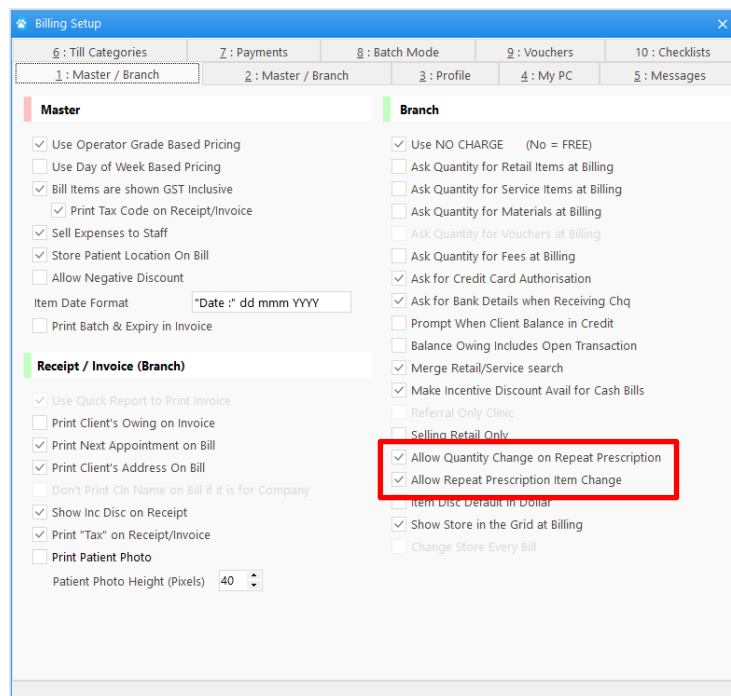 Billing Setup
6 : Till Categories
7 : Payments
8 : Batch Mode
9 : Vouchers
10 : Checklists
1 : Master / Branch
2 : Master / Branch
3 : Profile
4 : My PC
5 : Messages
Master
Use Operator Grade Based Pricing
Use Day of Week Based Pricing
Bill Items are shown GST Inclusive
Print Tax Code on Receipt/Invoice
Sell Expenses to Staff
Store Patient Location On Bill
Allow Negative Discount
Item Date Format "Date :" dd mmm YYYY
Print Batch & Expiry in Invoice
Receipt / Invoice (Branch)
Use Quick Report to Print Invoice
Print Client's Owing on Invoice
Print Next Appointment on Bill
Print Client's Address On Bill
Don't Print Cln Name on Bill if it is for Company
Show Inc Disc on Receipt
Print "Tax" on Receipt/Invoice
Print Patient Photo
Patient Photo Height (Pixels) 40
Branch
Use NO CHARGE (No = FREE)
Ask Quantity for Retail Items at Billing
Ask Quantity for Service Items at Billing
Ask Quantity for Materials at Billing
Ask Quantity for Vouchers at Billing
Ask Quantity for Fees at Billing
Ask for Credit Card Authorisation
Ask for Bank Details when Receiving Chq
Prompt When Client Balance in Credit
Balance Owing Includes Open Transaction
Merge Retail/Service search
Make Incentive Discount Avail for Cash Bills
Referral Only Clinic
Selling Retail Only
Allow Quantity Change on Repeat Prescription
Allow Repeat Prescription Item Change
Item Disc Default in Dollar
Show Store in the Grid at Billing
Change Store Every Bill